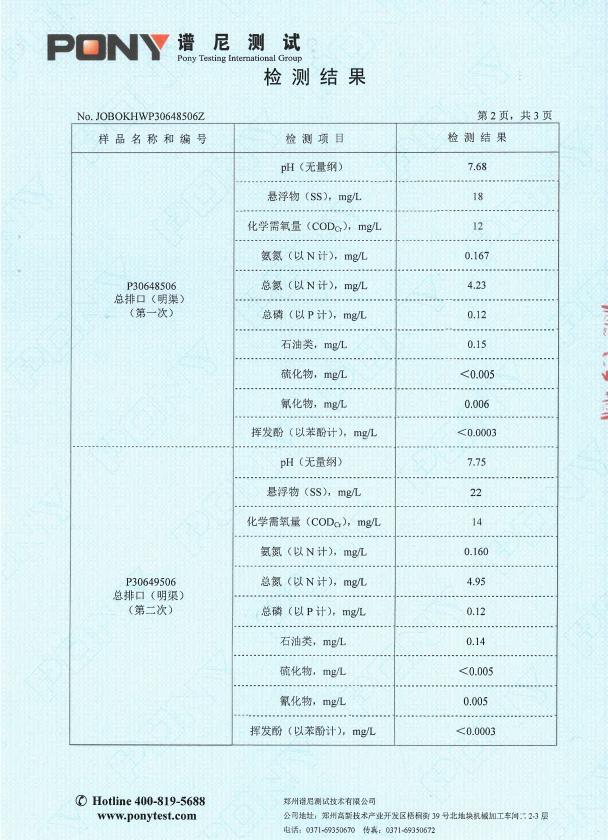 PONY 谱尼测试
Pony Testing International Group
检测结果
No. JOBOKHWP30648506Z 第 2 页，共 3 页
样品名称和编号 检测项目 检测结果
pH（无量纲） 7.68
悬浮物（SS），mg/L 18
化学需氧量（CODCr），mg/L 12
氨氮（以 N 计），mg/L 0.167
P30648506
总排口（明渠）
（第一次）
总氮（以 N 计），mg/L 4.23
总磷（以 P 计），mg/L 0.12
石油类，mg/L 0.15
硫化物，mg/L ＜0.005
氰化物，mg/L 0.006
挥发酚（以苯酚计），mg/L ＜0.0003
pH（无量纲） 7.75
悬浮物（SS），mg/L 22
化学需氧量（CODCr），mg/L 14
氨氮（以 N 计），mg/L 0.160
P30649506
总排口（明渠）
（第二次）
总氮（以 N 计），mg/L 4.95
总磷（以 P 计），mg/L 0.12
石油类，mg/L 0.14
硫化物，mg/L ＜0.005
氰化物，mg/L 0.005
挥发酚（以苯酚计），mg/L ＜0.0003
✆ Hotline 400-819-5688
www.ponytest.com
郑州谱尼测试技术有限公司
公司地址：郑州高新技术产业开发区梧桐街 39 号北地块机械加工车间二 2-3 层
电话：0371-69350670 传真：0371-69350672